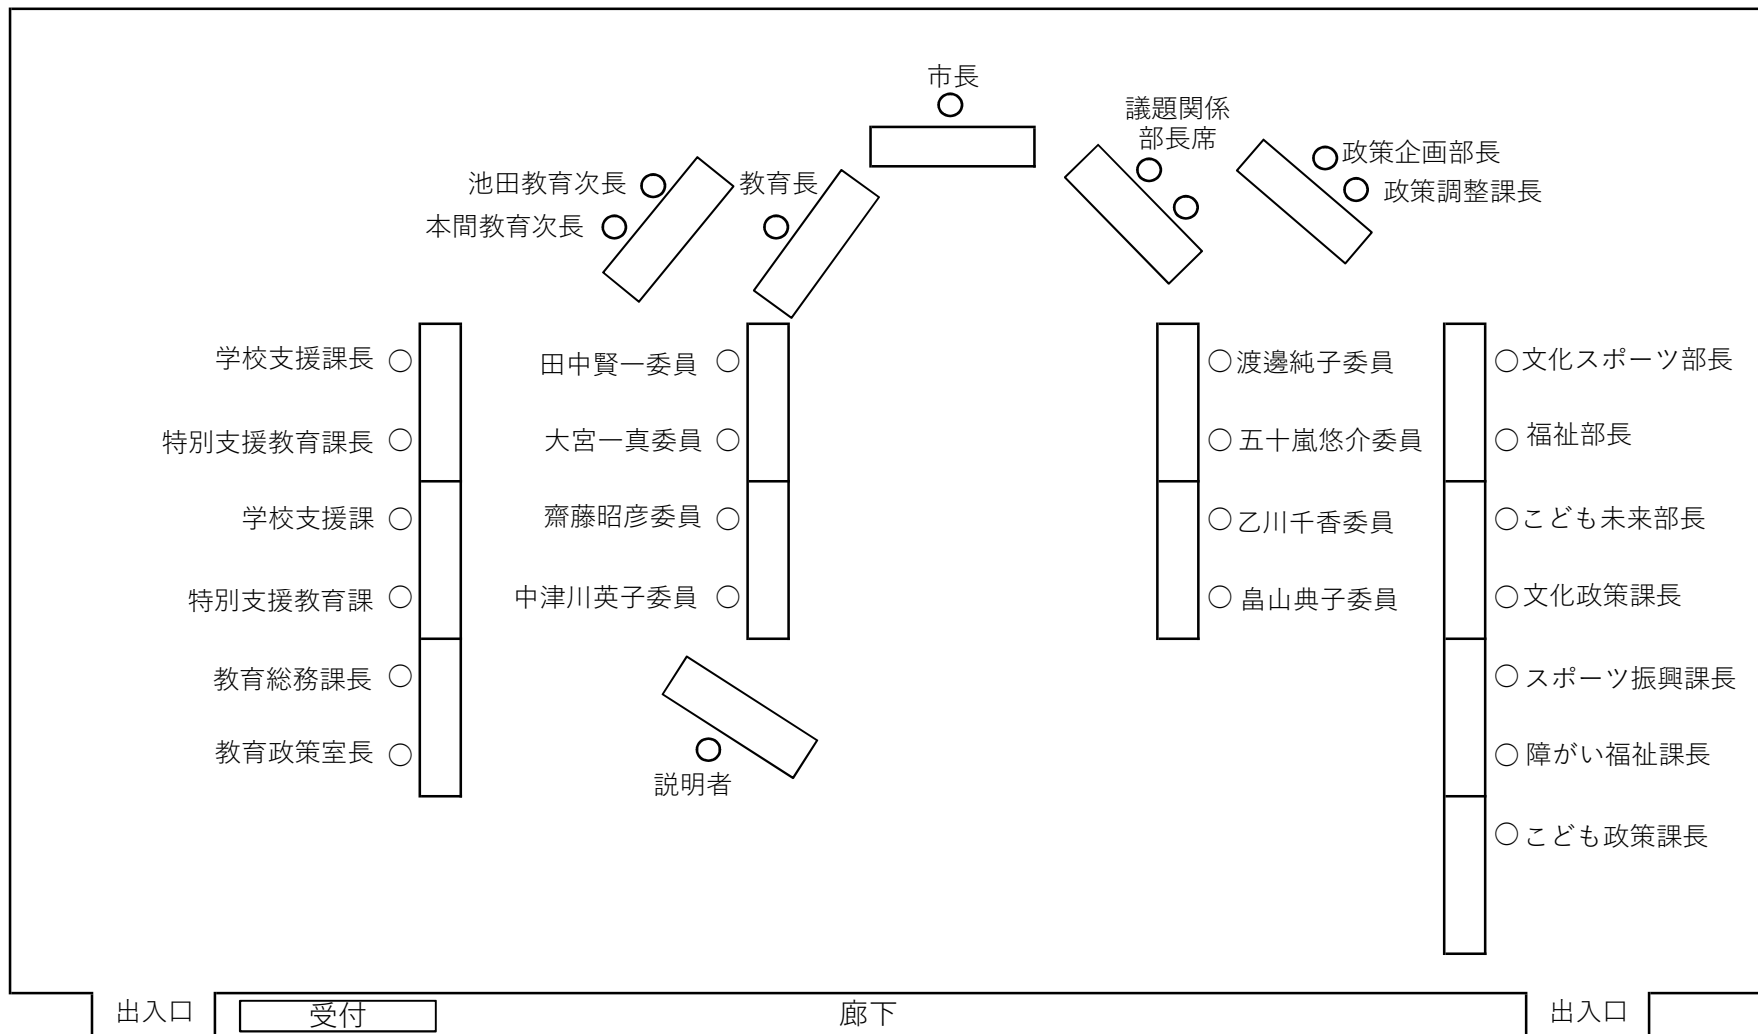 市長
議題関係
部長席
政策企画部長
政策調整課長
池田教育次長
教育長
本間教育次長
学校支援課長
田中賢一委員
渡邊純子委員
文化スポーツ部長
特別支援教育課長
大宮一真委員
五十嵐悠介委員
福祉部長
学校支援課
齋藤昭彦委員
乙川千香委員
こども未来部長
特別支援教育課
中津川英子委員
畠山典子委員
文化政策課長
教育総務課長
スポーツ振興課長
教育政策室長
説明者
障がい福祉課長
こども政策課長
出入口
受付
廊下
出入口